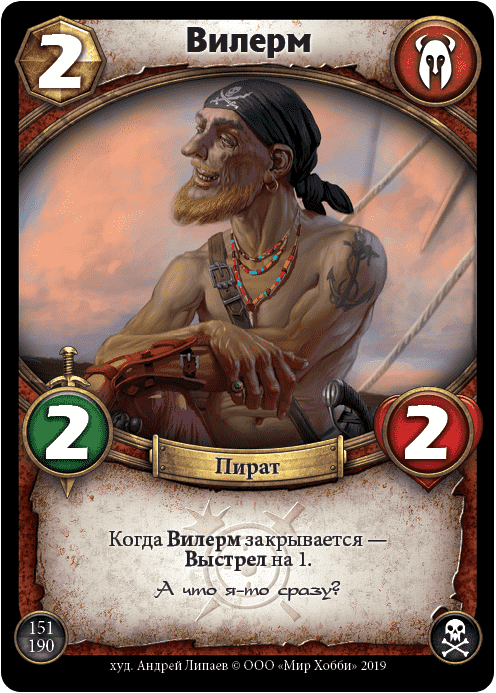 2
Вилерм
2
2
Пират
Когда Вилерм закрывается —
Выстрел на 1.
А что я-то сразу?
151
190
худ. Андрей Липаев © ООО «Мир Хобби» 2019